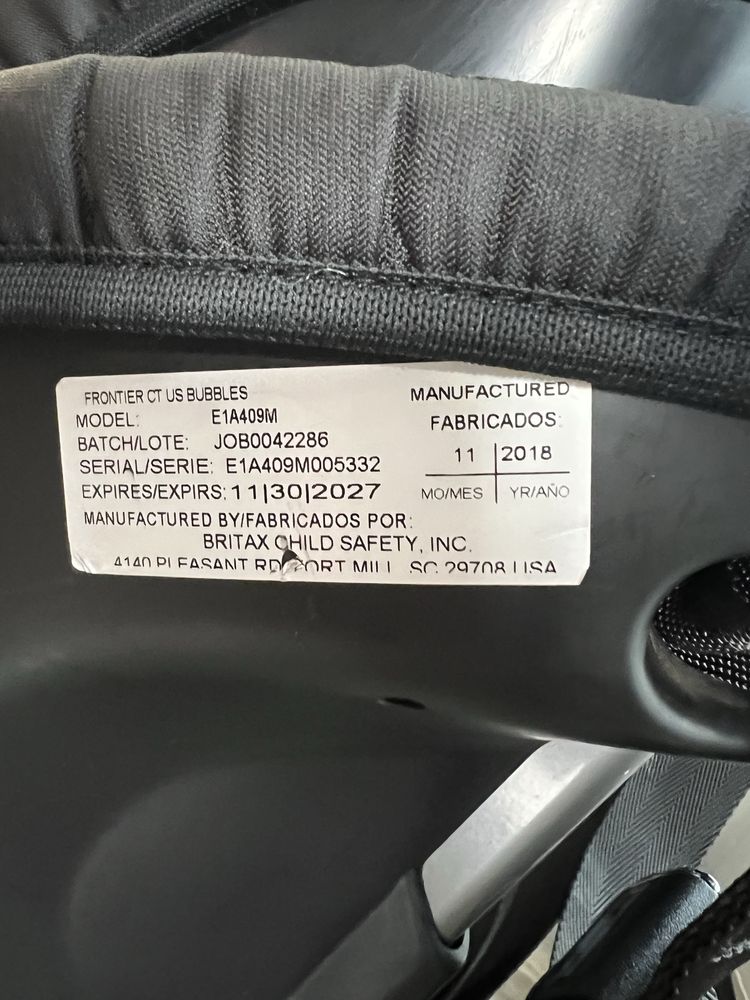 FRONTIER CT US BUBBLES
MODEL: E1A409M
BATCH/LOTE: JOB0042286
SERIAL/SERIE: E1A409M005332
EXPIRES/EXPIRS: 11|30|2027
MANUFACTURED
FABRICADOS:
11 | 2018
MO/MES | YR/AÑO
MANUFACTURED BY/FABRICADOS POR:
BRITAX CHILD SAFETY, INC.
4140 PLEASANT RD FORT MILL, SC 29708 USA